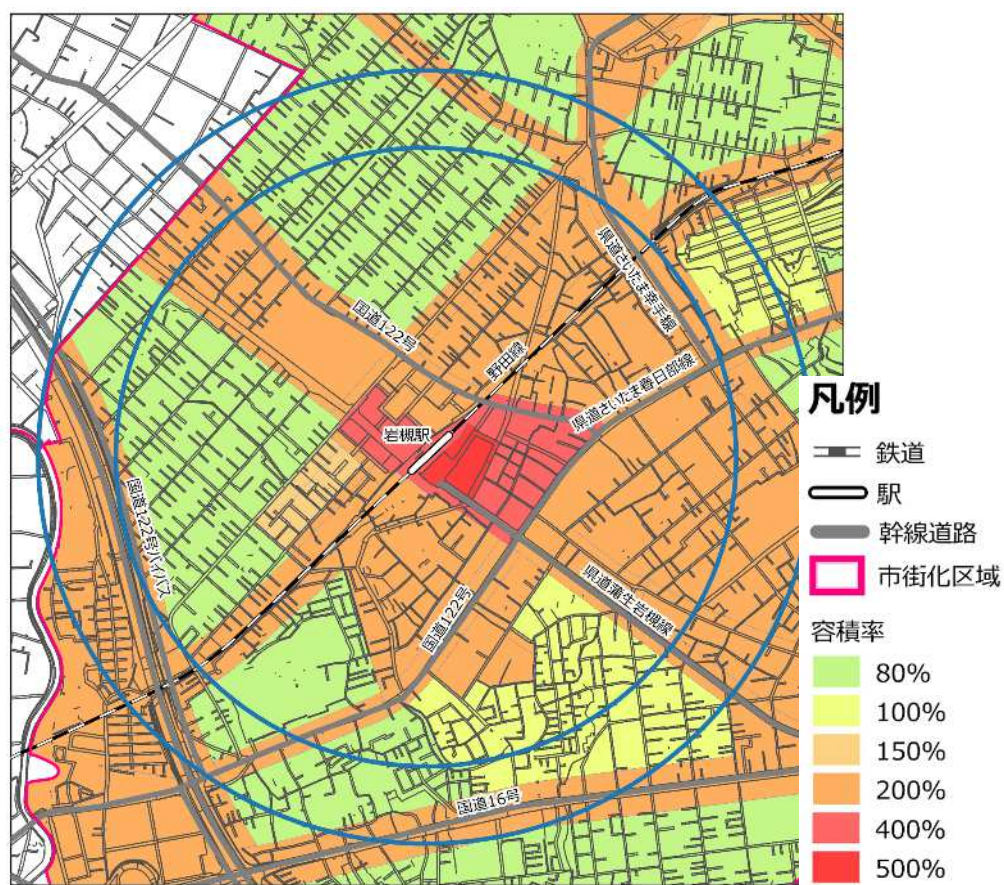 国道122号
野田線
県道さいたま幸手線
県道さいたま春日部線
岩槻駅
国道122号バイパス
国道122号
県道蒲生岩槻線
国道16号
凡例
鉄道
駅
幹線道路
市街化区域
容積率
80%
100%
150%
200%
400%
500%